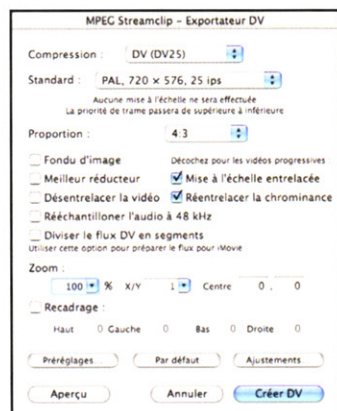 MPEG Streamclip – Exportateur DV
Compression : DV (DV25)
Standard : PAL, 720 × 576, 25 ips
Aucune mise à l'échelle ne sera effectuée
La priorité de trame passera de supérieure à inférieure
Proportion : 4:3
Fondu d'image Décochez pour les vidéos progressives
Meilleur réducteur Mise à l'échelle entrelacée
Désentrelacer la vidéo Réentrelacer la chrominance
Rééchantilloner l'audio à 48 kHz
Diviser le flux DV en segments
Utiliser cette option pour préparer le flux pour iMovie
Zoom :
100 % X/Y 1 Centre 0 , 0
Recadrage :
Haut 0 Gauche 0 Bas 0 Droite 0
Préréglages... Par défaut Ajustements...
Aperçu Annuler Créer DV